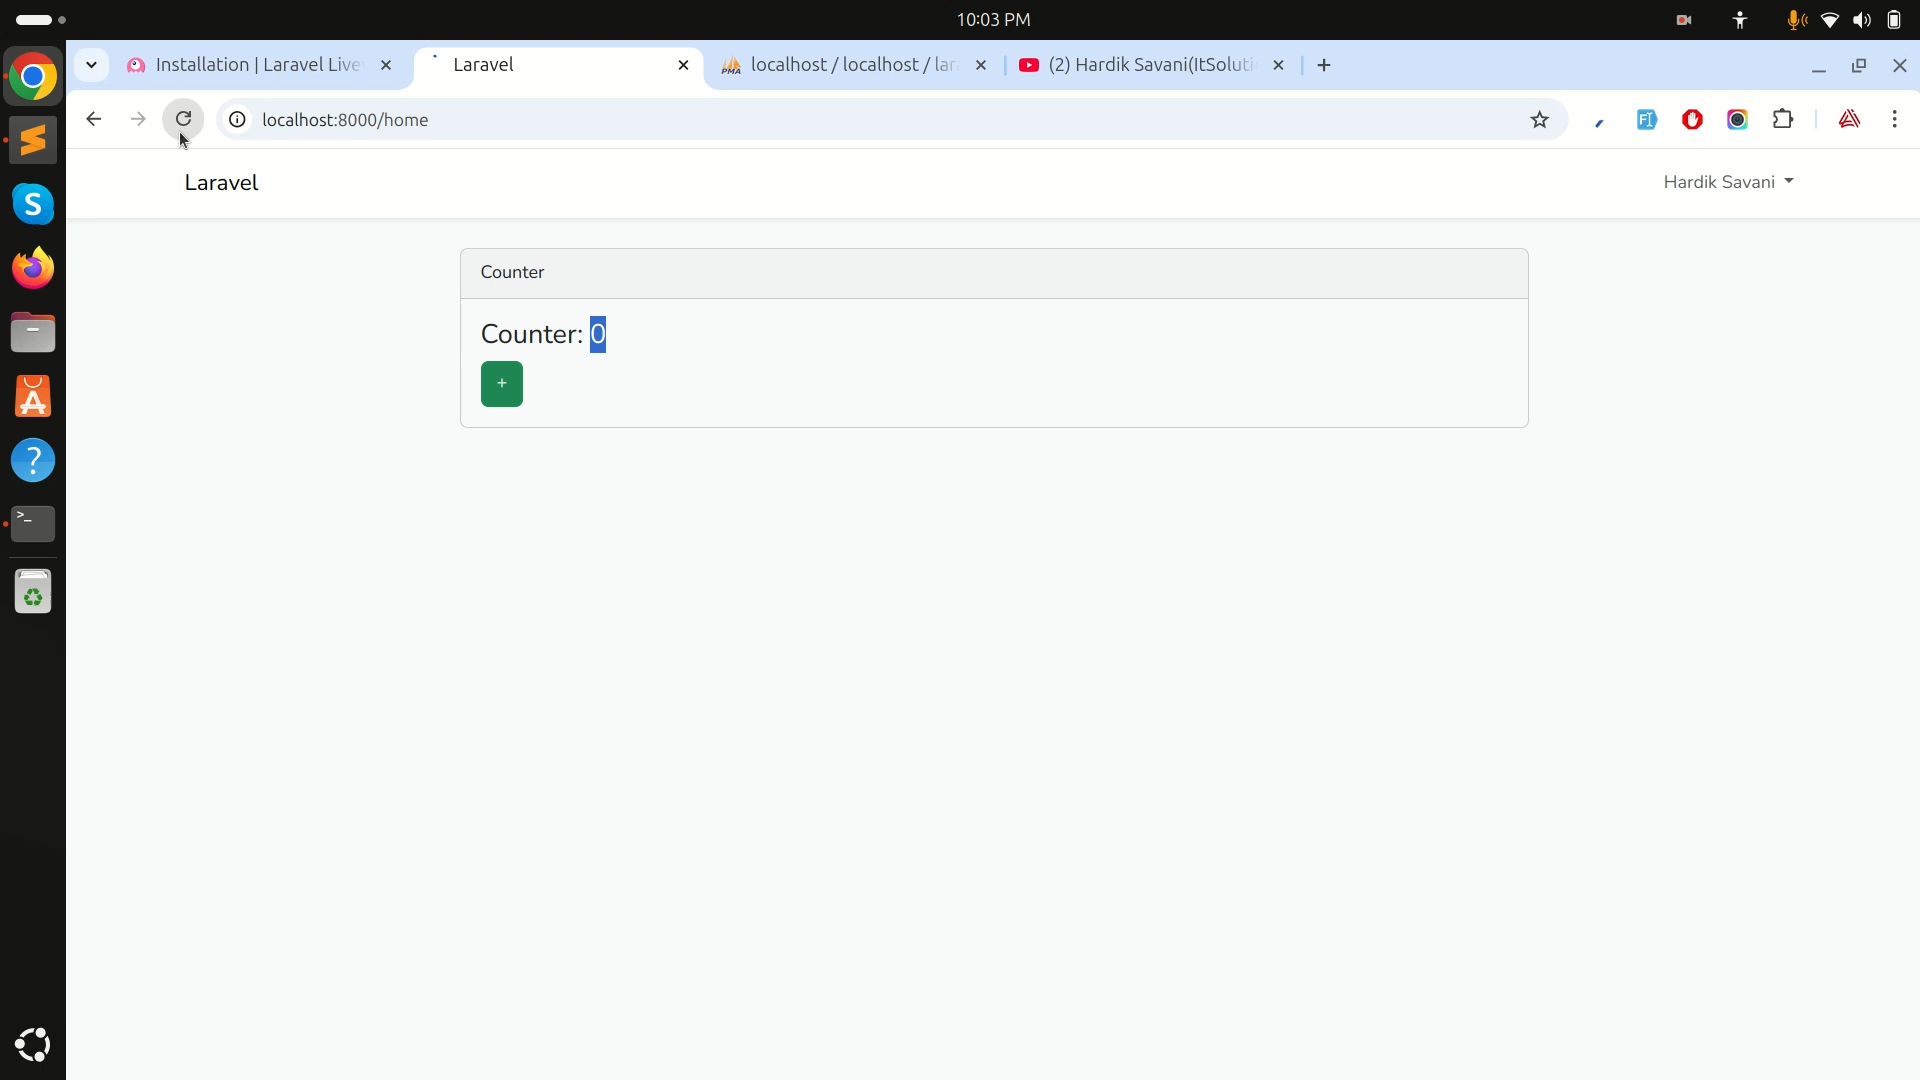 10:03 PM
Installation | Laravel Live
Laravel
localhost / localhost / lar
(2) Hardik Savani(ItSoluti
localhost:8000/home
Laravel
Hardik Savani
Counter
Counter: 0
+